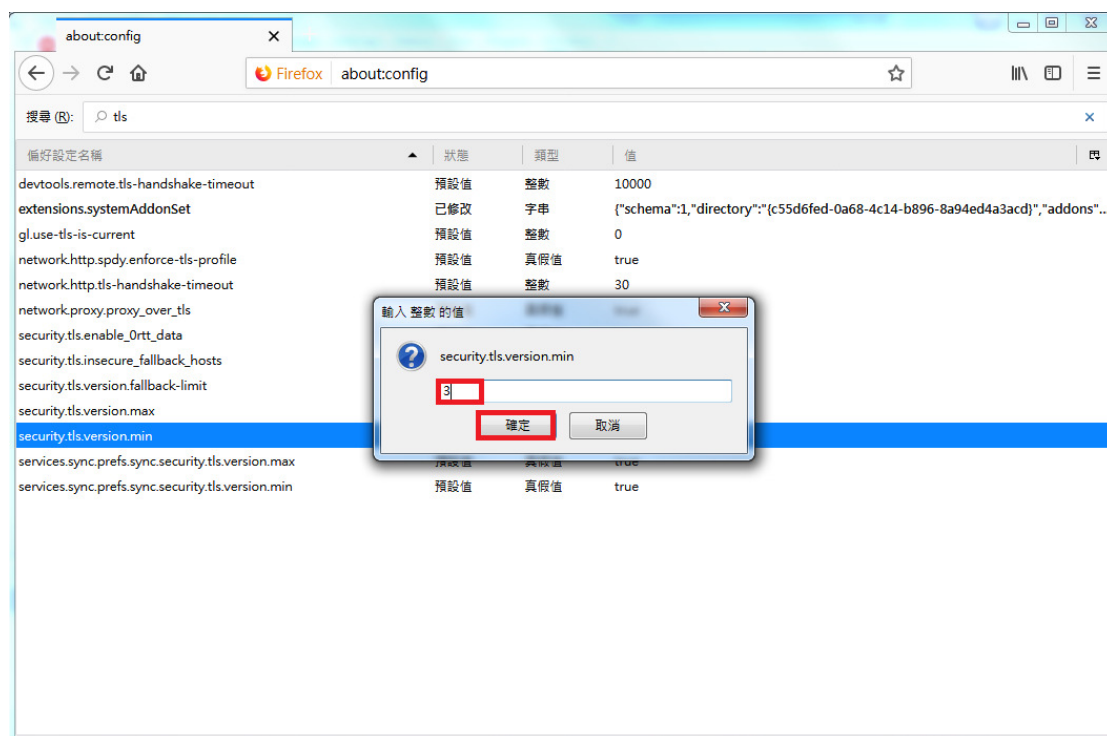 about:config
Firefox about:config
搜尋 (R): tls
偏好設定名稱 狀態 類型 值
devtools.remote.tls-handshake-timeout 預設值 整數 10000
extensions.systemAddonSet 已修改 字串 {"schema":1,"directory":"{c55d6fed-0a68-4c14-b896-8a94ed4a3acd}","addons"...
gl.use-tls-is-current 預設值 整數 0
network.http.spdy.enforce-tls-profile 預設值 真假值 true
network.http.tls-handshake-timeout 預設值 整數 30
network.proxy.proxy_over_tls
輸入 整數 的值
security.tls.enable_0rtt_data
security.tls.insecure_fallback_hosts
security.tls.version.min
security.tls.version.fallback-limit
3
security.tls.version.max
確定 取消
security.tls.version.min
services.sync.prefs.sync.security.tls.version.max 預設值 真假值 true
services.sync.prefs.sync.security.tls.version.min 預設值 真假值 true